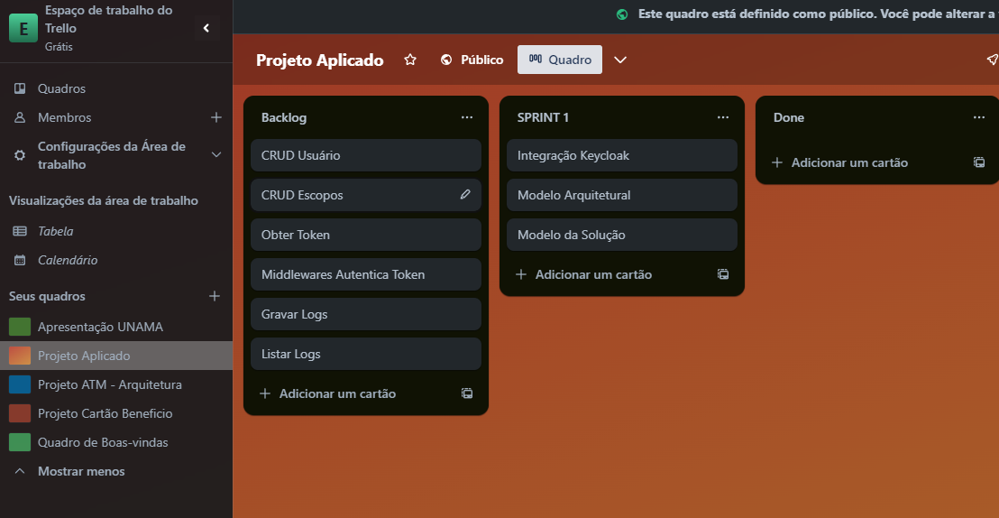 E
Espaço de trabalho do
Trello
Grátis
Quadros
Membros
Configurações da Área de
trabalho
Visualizações da área de trabalho
Tabela
Calendário
Seus quadros
Apresentação UNAMA
Projeto Aplicado
Projeto ATM - Arquitetura
Projeto Cartão Beneficio
Quadro de Boas-vindas
Mostrar menos
Este quadro está definido como público. Você pode alterar a
Projeto Aplicado
Público
Quadro
Backlog
CRUD Usuário
CRUD Escopos
Obter Token
Middlewares Autentica Token
Gravar Logs
Listar Logs
Adicionar um cartão
SPRINT 1
Integração Keycloak
Modelo Arquitetural
Modelo da Solução
Adicionar um cartão
Done
Adicionar um cartão